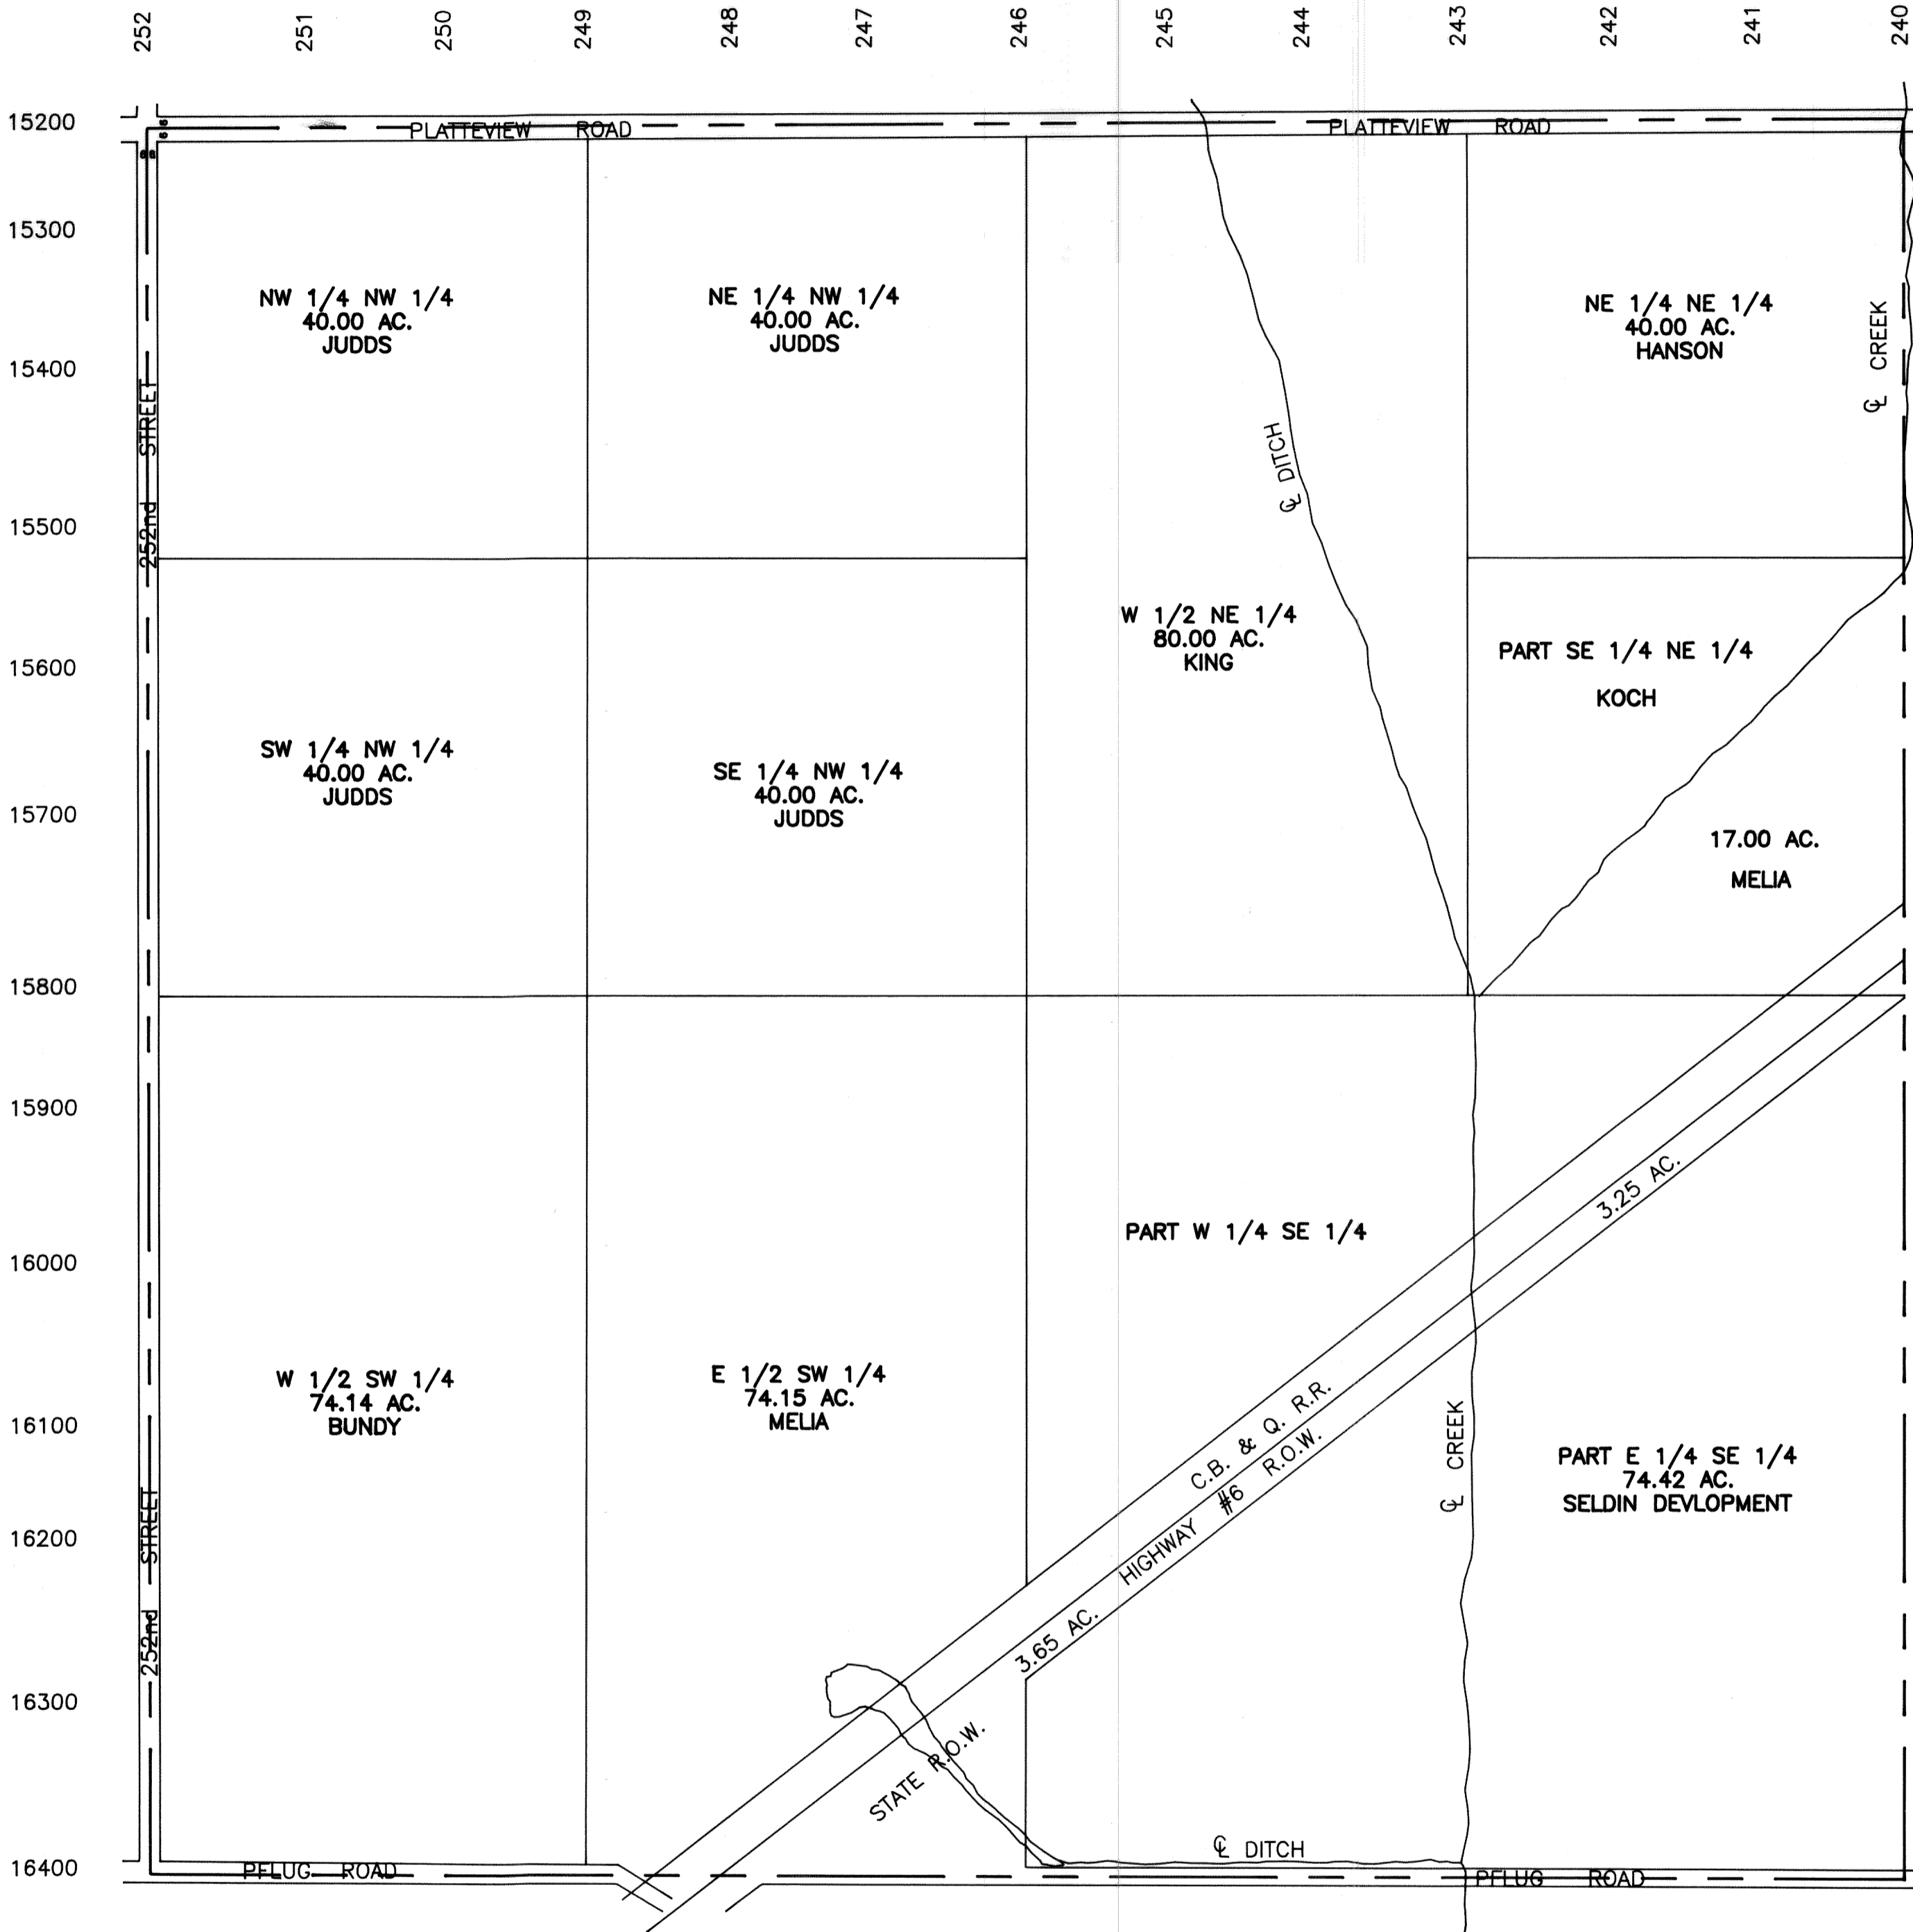 252 251 250 249 248 247 246 245 244 243 242 241 240
15200
15300
15400
15500
15600
15700
15800
15900
16000
16100
16200
16300
16400
PLATTEVIEW ROAD
PLATTEVIEW ROAD
252nd STREET
252nd STREET
NW 1/4 NW 1/4
40.00 AC.
JUDDS
NE 1/4 NW 1/4
40.00 AC.
JUDDS
℄ DITCH
NE 1/4 NE 1/4
40.00 AC.
HANSON
℄ CREEK
SW 1/4 NW 1/4
40.00 AC.
JUDDS
SE 1/4 NW 1/4
40.00 AC.
JUDDS
W 1/2 NE 1/4
80.00 AC.
KING
PART SE 1/4 NE 1/4
KOCH
17.00 AC.
MELIA
W 1/2 SW 1/4
74.14 AC.
BUNDY
E 1/2 SW 1/4
74.15 AC.
MELIA
PART W 1/4 SE 1/4
3.25 AC.
C.B. & Q. R.R.
3.65 AC. HIGHWAY #6 R.O.W.
℄ CREEK
PART E 1/4 SE 1/4
74.42 AC.
SELDIN DEVLOPMENT
STATE R.O.W.
℄ DITCH
PFLUG ROAD
PFLUG ROAD